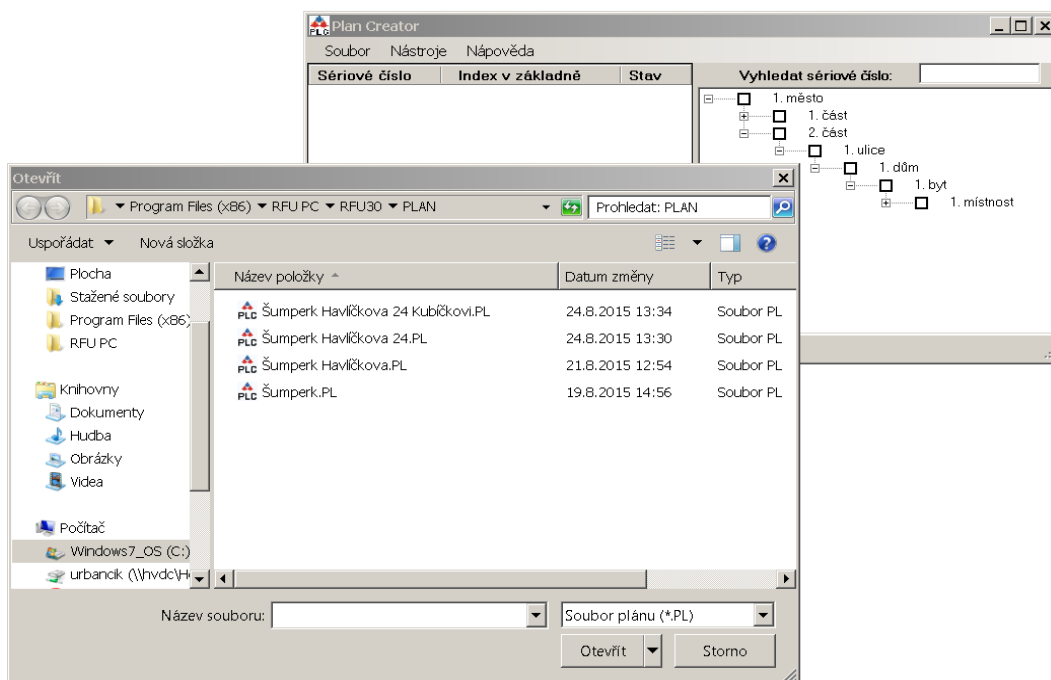 PLC Plan Creator
Soubor Nástroje Nápověda
Sériové číslo Index v základně Stav
Vyhledat sériové číslo:
1. město
1. část
2. část
1. ulice
1. dům
1. byt
1. místnost
Otevřít
Program Files (x86) RFU PC RFU30 PLAN
Prohledat: PLAN
Uspořádat Nová složka
Plocha
Stažené soubory
Program Files (x86)
RFU PC
Knihovny
Dokumenty
Hudba
Obrázky
Videa
Počítač
Windows7_OS (C:)
urbancik (\\hvdc\H
Název položky Datum změny Typ
PLC Šumperk Havlíčkova 24 Kubíčkovi.PL 24.8.2015 13:34 Soubor PL
PLC Šumperk Havlíčkova 24.PL 24.8.2015 13:30 Soubor PL
PLC Šumperk Havlíčkova.PL 21.8.2015 12:54 Soubor PL
PLC Šumperk.PL 19.8.2015 14:56 Soubor PL
Název souboru: Soubor plánu (*.PL)
Otevřít Storno